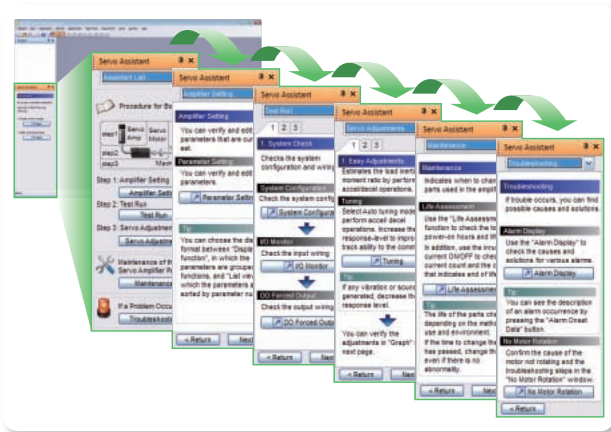 Servo Assistant
Assistant List
Procedure for Be
step1
Servo
Amp
Servo
Motor
step2
step3
Step 1: Amplifier Setting
Amplifier Setti
Step 2: Test Run
Test Run
Step 3: Servo Adjustmen
Servo Adjustme
Maintenance of th
Servo Amplifier P
Maintenance
If a Problem Occu
Troubleshooti
Servo Assistant
Amplifier Setting
Amplifier Setting
You can verify and edit
parameters that are cur
set.
Parameter Setting
You can verify and edit
parameters.
Parameter Settin
Tip:
You can choose the dis
format between "Displa
function", in which the
parameters are groupe
functions, and "List view
which the parameters a
sorted by parameter nu
< Return
Next
Servo Assistant
Test Run
1 2 3
1. System Check
Checks the system
configuration and wirin
System Configuration
Check the system config
System Configura
I/O Monitor
Check the input wiring
I/O Monitor
DO Forced Output
Check the output wiring
DO Forced Outp
< Return
Next
Servo Assistant
Servo Adjustments
1 2 3
1. Easy Adjustments
Estimates the load inerti
moment ratio by perform
accel/decel operations.
Tuning
Select Auto tuning mode
perform accel/ decel
operations. Increase the
response-level to impro
track ability to the comm
Tuning
Tip:
If any vibration or sound
generated, decrease th
response level.
You can verify the
adjustments in "Graph" o
next page.
< Return
Next
Servo Assistant
Maintenance
Maintenance
Indicates when to chan
parts used in the amplif
Life Assessment
Use the "Life Assessm
function to check the to
power-on hours and th
In addition, use the inru
current ON/OFF to chec
current count and the c
that indicates end of life
Life Assessme
Tip:
The life of the parts cha
depending on the metho
use and environment.
If the time to change th
has passed, change th
even if there is no
abnormality.
< Return
Next
Servo Assistant
Troubleshooting
Troubleshooting
If trouble occurs, you can find
possible causes and solutions.
Alarm Display
Use the "Alarm Display" to
check the causes and
solutions for various alarms.
Alarm Display
Tip:
You can see the description
of an alarm occurrence by
pressing the "Alarm Onset
Data" button.
No Motor Rotation
Confirm the cause of the
motor not rotating and the
troubleshooting steps in the
"No Motor Rotation" window.
No Motor Rotation
< Return